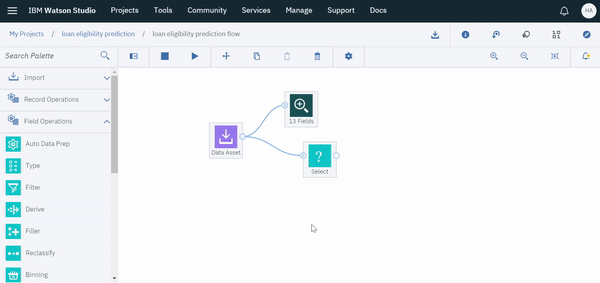 IBM Watson Studio Projects Tools Community Services Manage Support Docs HA
My Projects loan eligibility prediction loan eligibility prediction flow
Search Palette
Import
Record Operations
Field Operations
Auto Data Prep
Type
Filter
Derive
Filler
Reclassify
Binning
13 Fields
Data Asset
?
Select